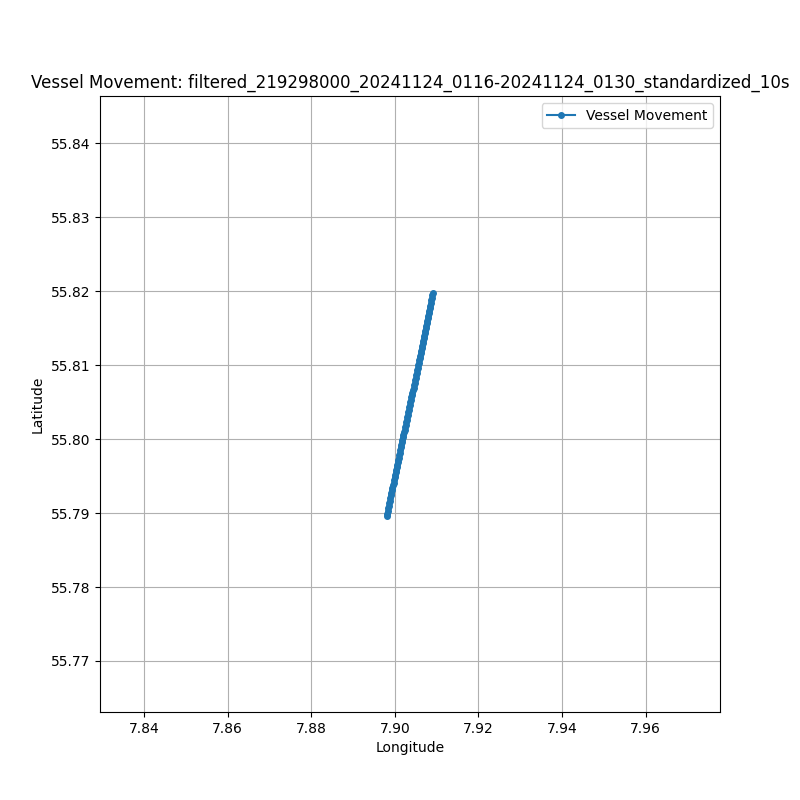 Vessel Movement: filtered_219298000_20241124_0116-20241124_0130_standardized_10s
Vessel Movement
55.84
55.83
55.82
55.81
55.80
55.79
55.78
55.77
Latitude
7.84 7.86 7.88 7.90 7.92 7.94 7.96
Longitude